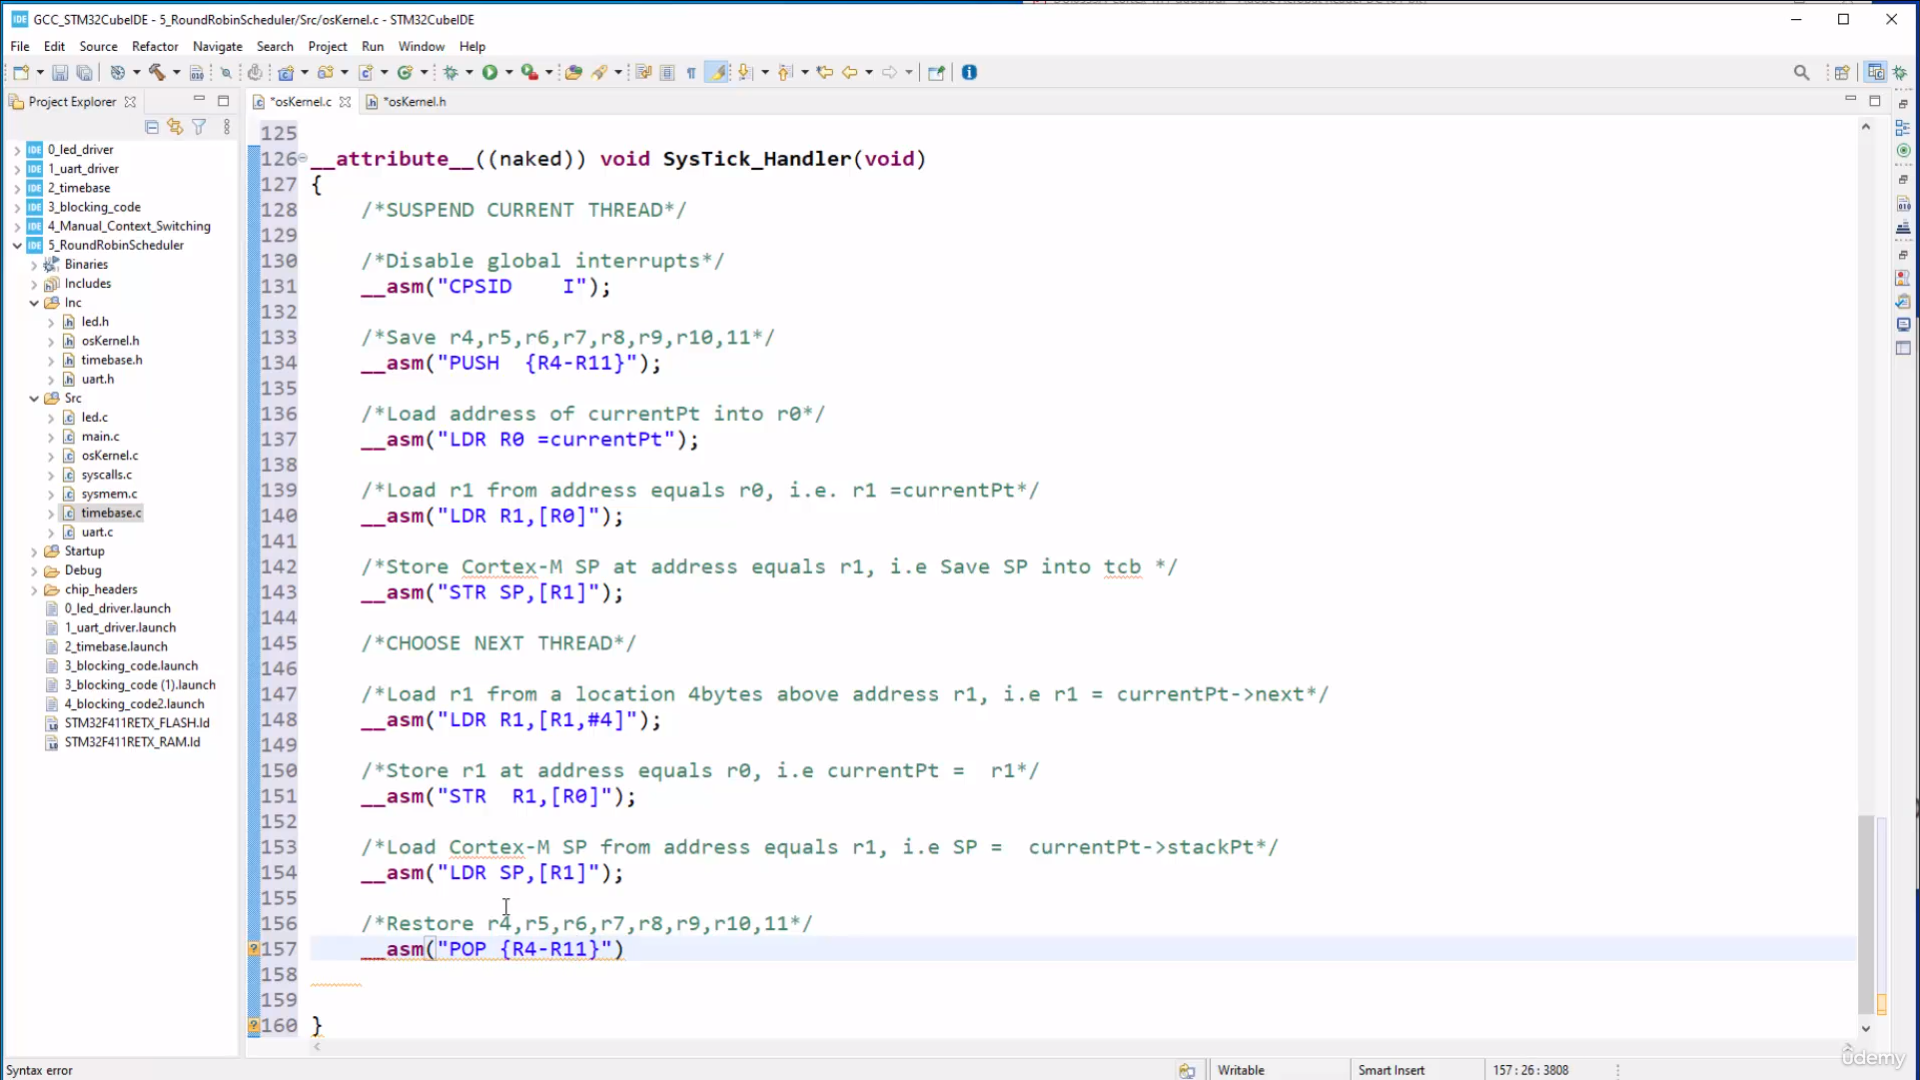 GCC_STM32CubeIDE - 5_RoundRobinScheduler/Src/osKernel.c - STM32CubeIDE
File Edit Source Refactor Navigate Search Project Run Window Help
Project Explorer
*osKernel.c
*osKernel.h
0_led_driver
1_uart_driver
2_timebase
3_blocking_code
4_Manual_Context_Switching
5_RoundRobinScheduler
Binaries
Includes
Inc
led.h
osKernel.h
timebase.h
uart.h
Src
led.c
main.c
osKernel.c
syscalls.c
sysmem.c
timebase.c
uart.c
Startup
Debug
chip_headers
0_led_driver.launch
1_uart_driver.launch
2_timebase.launch
3_blocking_code.launch
3_blocking_code (1).launch
4_blocking_code2.launch
STM32F411RETX_FLASH.ld
STM32F411RETX_RAM.ld
125
126 __attribute__((naked)) void SysTick_Handler(void)
127 {
128 /*SUSPEND CURRENT THREAD*/
129
130 /*Disable global interrupts*/
131 __asm("CPSID    I");
132
133 /*Save r4,r5,r6,r7,r8,r9,r10,11*/
134 __asm("PUSH  {R4-R11}");
135
136 /*Load address of currentPt into r0*/
137 __asm("LDR R0 =currentPt");
138
139 /*Load r1 from address equals r0, i.e. r1 =currentPt*/
140 __asm("LDR R1,[R0]");
141
142 /*Store Cortex-M SP at address equals r1, i.e Save SP into tcb */
143 __asm("STR SP,[R1]");
144
145 /*CHOOSE NEXT THREAD*/
146
147 /*Load r1 from a location 4bytes above address r1, i.e r1 = currentPt->next*/
148 __asm("LDR R1,[R1,#4]");
149
150 /*Store r1 at address equals r0, i.e currentPt =  r1*/
151 __asm("STR  R1,[R0]");
152
153 /*Load Cortex-M SP from address equals r1, i.e SP =  currentPt->stackPt*/
154 __asm("LDR SP,[R1]");
155
156 /*Restore r4,r5,r6,r7,r8,r9,r10,11*/
157 __asm("POP {R4-R11}")
158
159
160 }
Syntax error
Writable
Smart Insert
157 : 26 : 3808
ûdemy